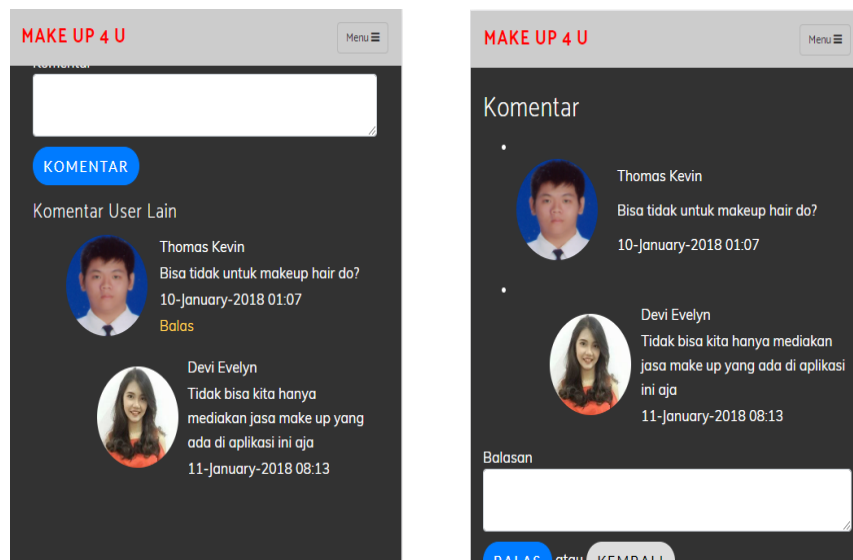 MAKE UP 4 U
Menu
Komentar
KOMENTAR
Komentar User Lain
Thomas Kevin
Bisa tidak untuk makeup hair do?
10-January-2018 01:07
Balas
Devi Evelyn
Tidak bisa kita hanya
mediakan jasa make up yang
ada di aplikasi ini aja
11-January-2018 08:13
MAKE UP 4 U
Menu
Komentar
Thomas Kevin
Bisa tidak untuk makeup hair do?
10-January-2018 01:07
Devi Evelyn
Tidak bisa kita hanya mediakan
jasa make up yang ada di aplikasi
ini aja
11-January-2018 08:13
Balasan
BALAS atau KEMBALI